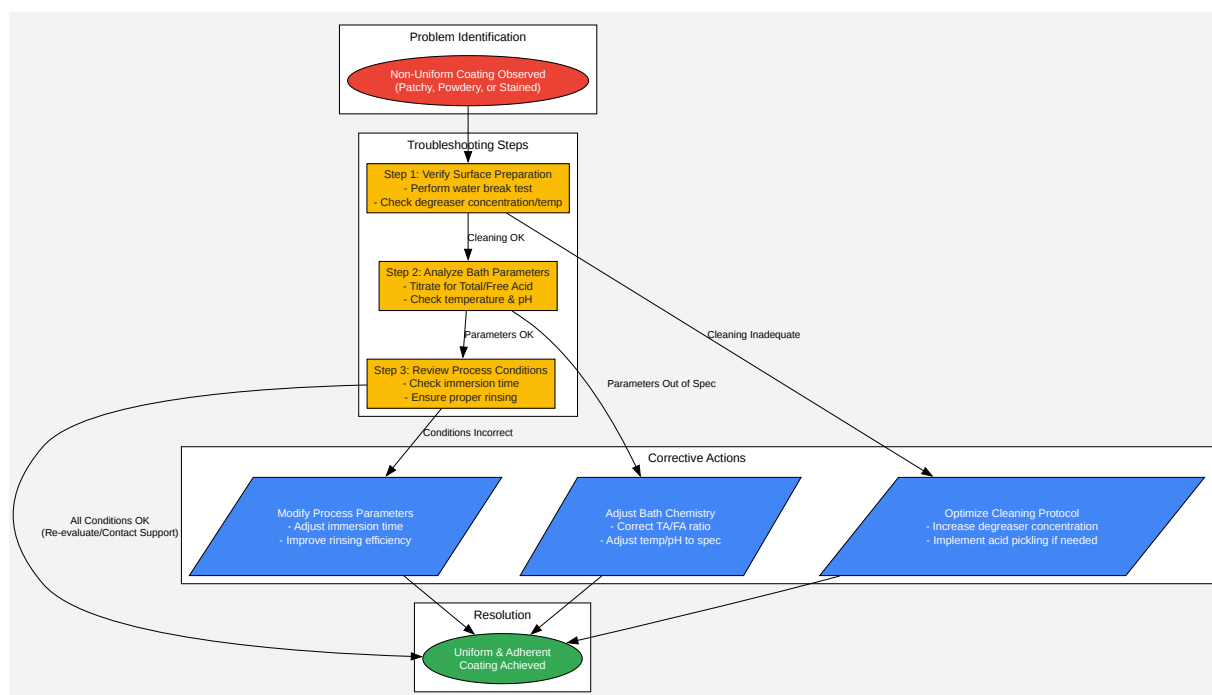 Problem Identification
Non-Uniform Coating Observed
(Patchy, Powdery, or Stained)
Troubleshooting Steps
Step 1: Verify Surface Preparation
- Perform water break test
- Check degreaser concentration/temp
Cleaning OK
Step 2: Analyze Bath Parameters
- Titrate for Total/Free Acid
- Check temperature & pH
Parameters OK
Cleaning Inadequate
Step 3: Review Process Conditions
- Check immersion time
- Ensure proper rinsing
Parameters Out of Spec
Conditions Incorrect
Corrective Actions
All Conditions OK
(Re-evaluate/Contact Support)
Modify Process Parameters
- Adjust immersion time
- Improve rinsing efficiency
Adjust Bath Chemistry
- Correct TA/FA ratio
- Adjust temp/pH to spec
Optimize Cleaning Protocol
- Increase degreaser concentration
- Implement acid pickling if needed
Resolution
Uniform & Adherent
Coating Achieved